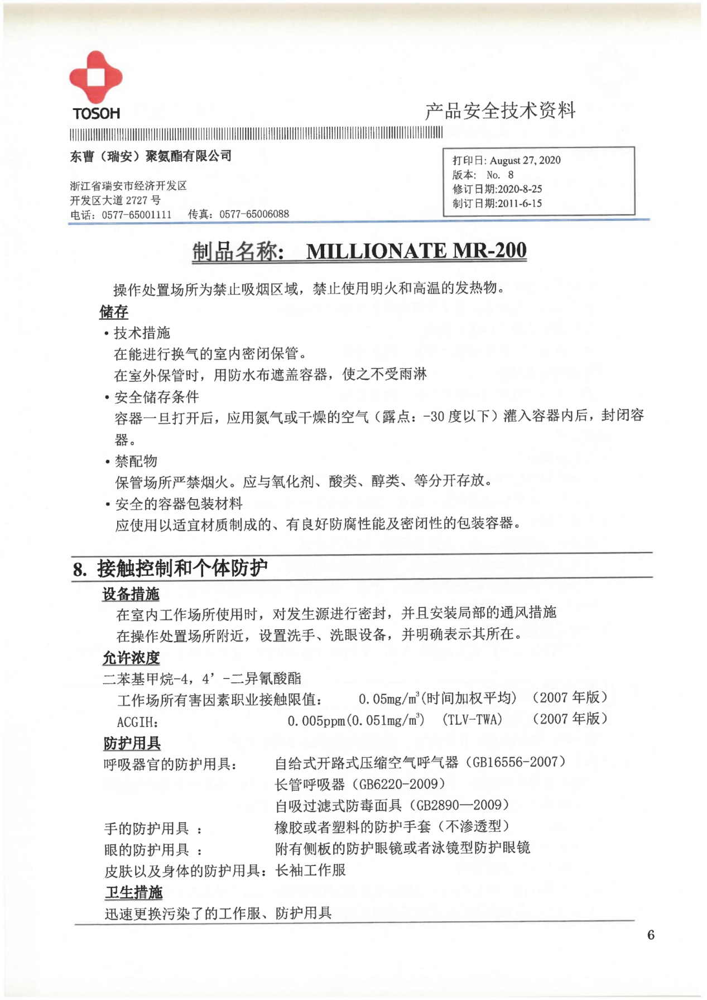 TOSOH
产品安全技术资料
东曹（瑞安）聚氨酯有限公司
浙江省瑞安市经济开发区
开发区大道 2727 号
电话：0577-65001111 传真：0577-65006088
打印日: August 27, 2020
版本: No. 8
修订日期:2020-8-25
制订日期:2011-6-15
制品名称: MILLIONATE MR-200
操作处置场所为禁止吸烟区域，禁止使用明火和高温的发热物。
储存
・技术措施
在能进行换气的室内密闭保管。
在室外保管时，用防水布遮盖容器，使之不受雨淋
・安全储存条件
容器一旦打开后，应用氮气或干燥的空气（露点：-30 度以下）灌入容器内后，封闭容
器。
・禁配物
保管场所严禁烟火。应与氧化剂、酸类、醇类、等分开存放。
・安全的容器包装材料
应使用以适宜材质制成的、有良好防腐性能及密闭性的包装容器。
8. 接触控制和个体防护
设备措施
在室内工作场所使用时，对发生源进行密封，并且安装局部的通风措施
在操作处置场所附近，设置洗手、洗眼设备，并明确表示其所在。
允许浓度
二苯基甲烷-4，4’-二异氰酸酯
工作场所有害因素职业接触限值： 0.05mg/m³(时间加权平均) （2007 年版）
ACGIH: 0.005ppm(0.051mg/m³) (TLV-TWA) （2007 年版）
防护用具
呼吸器官的防护用具： 自给式开路式压缩空气呼气器（GB16556-2007）
长管呼吸器（GB6220-2009）
自吸过滤式防毒面具（GB2890—2009）
手的防护用具 ： 橡胶或者塑料的防护手套（不渗透型）
眼的防护用具 ： 附有侧板的防护眼镜或者泳镜型防护眼镜
皮肤以及身体的防护用具：长袖工作服
卫生措施
迅速更换污染了的工作服、防护用具
6